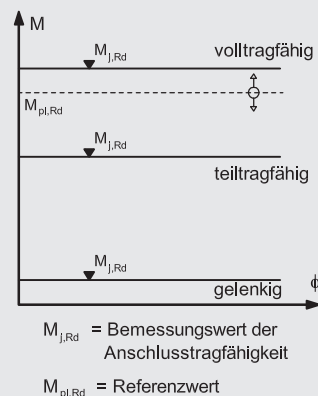 M
M_j,Rd
volltragfähig
M_pl,Rd
M_j,Rd
teiltragfähig
M_j,Rd
gelenkig
ϕ
M_j,Rd = Bemessungswert der
Anschlusstragfähigkeit
M_pl,Rd = Referenzwert